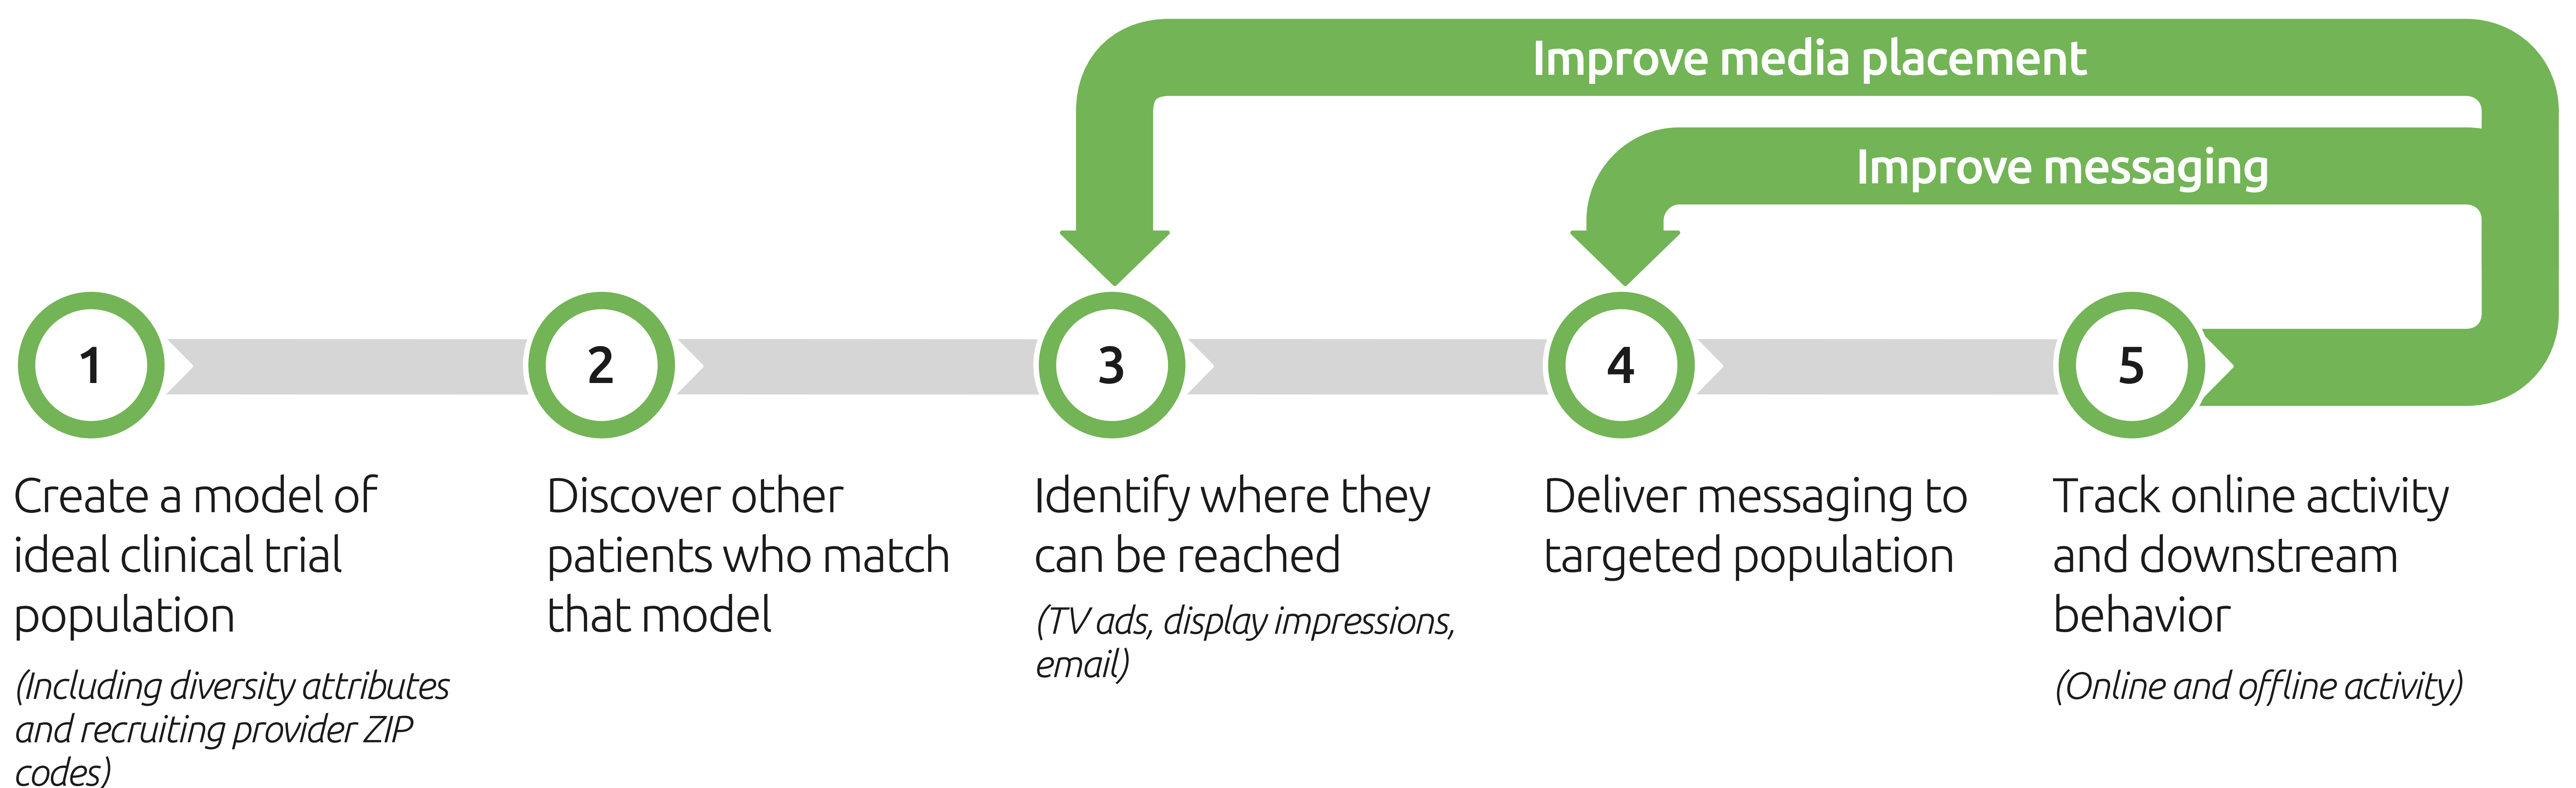 Improve media placement
Improve messaging
1
2
3
4
5
Create a model of
ideal clinical trial
population
(Including diversity attributes
and recruiting provider ZIP
codes)
Discover other
patients who match
that model
Identify where they
can be reached
(TV ads, display impressions,
email)
Deliver messaging to
targeted population
Track online activity
and downstream
behavior
(Online and offline activity)